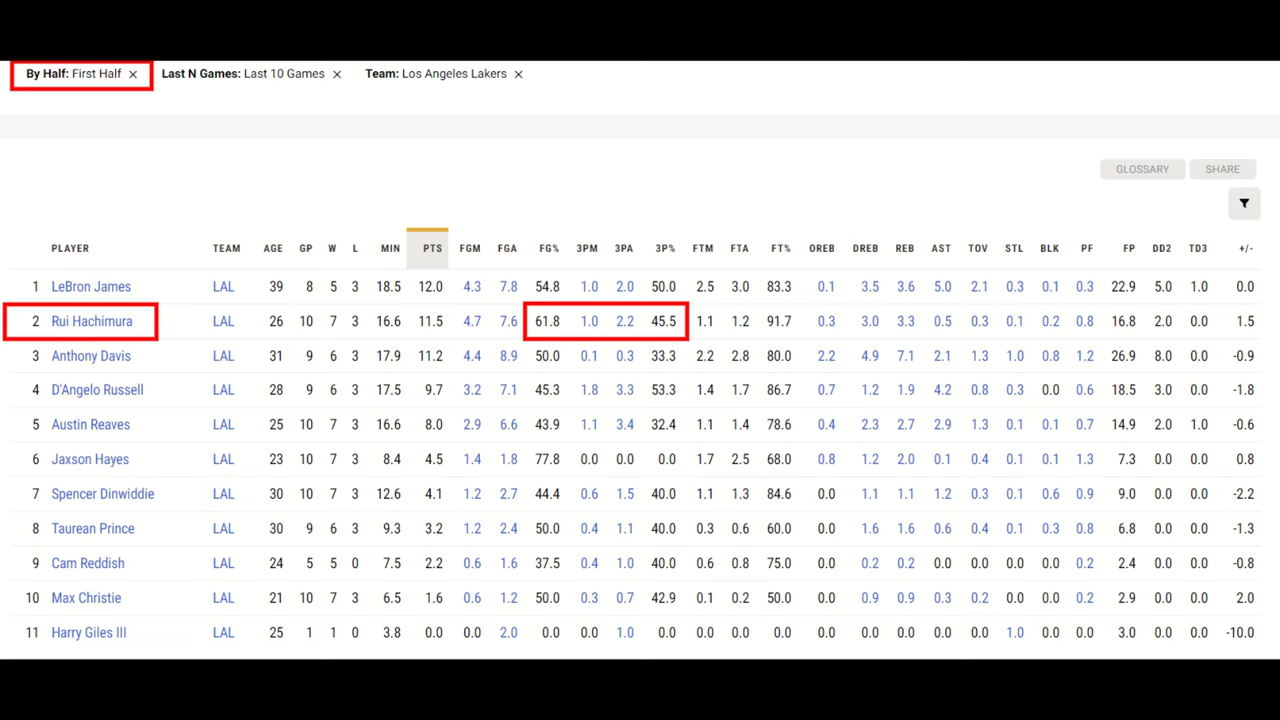 By Half: First Half × Last N Games: Last 10 Games × Team: Los Angeles Lakers ×
GLOSSARY SHARE
PLAYER TEAM AGE GP W L MIN PTS FGM FGA FG% 3PM 3PA 3P% FTM FTA FT% OREB DREB REB AST TOV STL BLK PF FP DD2 TD3 +/-
1 LeBron James LAL 39 8 5 3 18.5 12.0 4.3 7.8 54.8 1.0 2.0 50.0 2.5 3.0 83.3 0.1 3.5 3.6 5.0 2.1 0.3 0.1 0.3 22.9 5.0 1.0 0.0
2 Rui Hachimura LAL 26 10 7 3 16.6 11.5 4.7 7.6 61.8 1.0 2.2 45.5 1.1 1.2 91.7 0.3 3.0 3.3 0.5 0.3 0.1 0.2 0.8 16.8 2.0 0.0 1.5
3 Anthony Davis LAL 31 9 6 3 17.9 11.2 4.4 8.9 50.0 0.1 0.3 33.3 2.2 2.8 80.0 2.2 4.9 7.1 2.1 1.3 1.0 0.8 1.2 26.9 8.0 0.0 -0.9
4 D'Angelo Russell LAL 28 9 6 3 17.5 9.7 3.2 7.1 45.3 1.8 3.3 53.3 1.4 1.7 86.7 0.7 1.2 1.9 4.2 0.8 0.3 0.0 0.6 18.5 3.0 0.0 -1.8
5 Austin Reaves LAL 25 10 7 3 16.6 8.0 2.9 6.6 43.9 1.1 3.4 32.4 1.1 1.4 78.6 0.4 2.3 2.7 2.9 1.3 0.1 0.1 0.7 14.9 2.0 1.0 -0.6
6 Jaxson Hayes LAL 23 10 7 3 8.4 4.5 1.4 1.8 77.8 0.0 0.0 0.0 1.7 2.5 68.0 0.8 1.2 2.0 0.1 0.4 0.1 0.1 1.3 7.3 0.0 0.0 0.8
7 Spencer Dinwiddie LAL 30 10 7 3 12.6 4.1 1.2 2.7 44.4 0.6 1.5 40.0 1.1 1.3 84.6 0.0 1.1 1.1 1.2 0.3 0.1 0.6 0.9 9.0 0.0 0.0 -2.2
8 Taurean Prince LAL 30 9 6 3 9.3 3.2 1.2 2.4 50.0 0.4 1.1 40.0 0.3 0.6 60.0 0.0 1.6 1.6 0.6 0.4 0.1 0.3 0.8 6.8 0.0 0.0 -1.3
9 Cam Reddish LAL 24 5 5 0 7.5 2.2 0.6 1.6 37.5 0.4 1.0 40.0 0.6 0.8 75.0 0.0 0.2 0.2 0.2 0.0 0.0 0.0 0.2 2.4 0.0 0.0 -0.8
10 Max Christie LAL 21 10 7 3 6.5 1.6 0.6 1.2 50.0 0.3 0.7 42.9 0.1 0.2 50.0 0.0 0.9 0.9 0.3 0.2 0.0 0.0 0.2 2.9 0.0 0.0 2.0
11 Harry Giles III LAL 25 1 1 0 3.8 0.0 0.0 2.0 0.0 0.0 1.0 0.0 0.0 0.0 0.0 0.0 0.0 0.0 0.0 0.0 1.0 0.0 0.0 3.0 0.0 0.0 -10.0